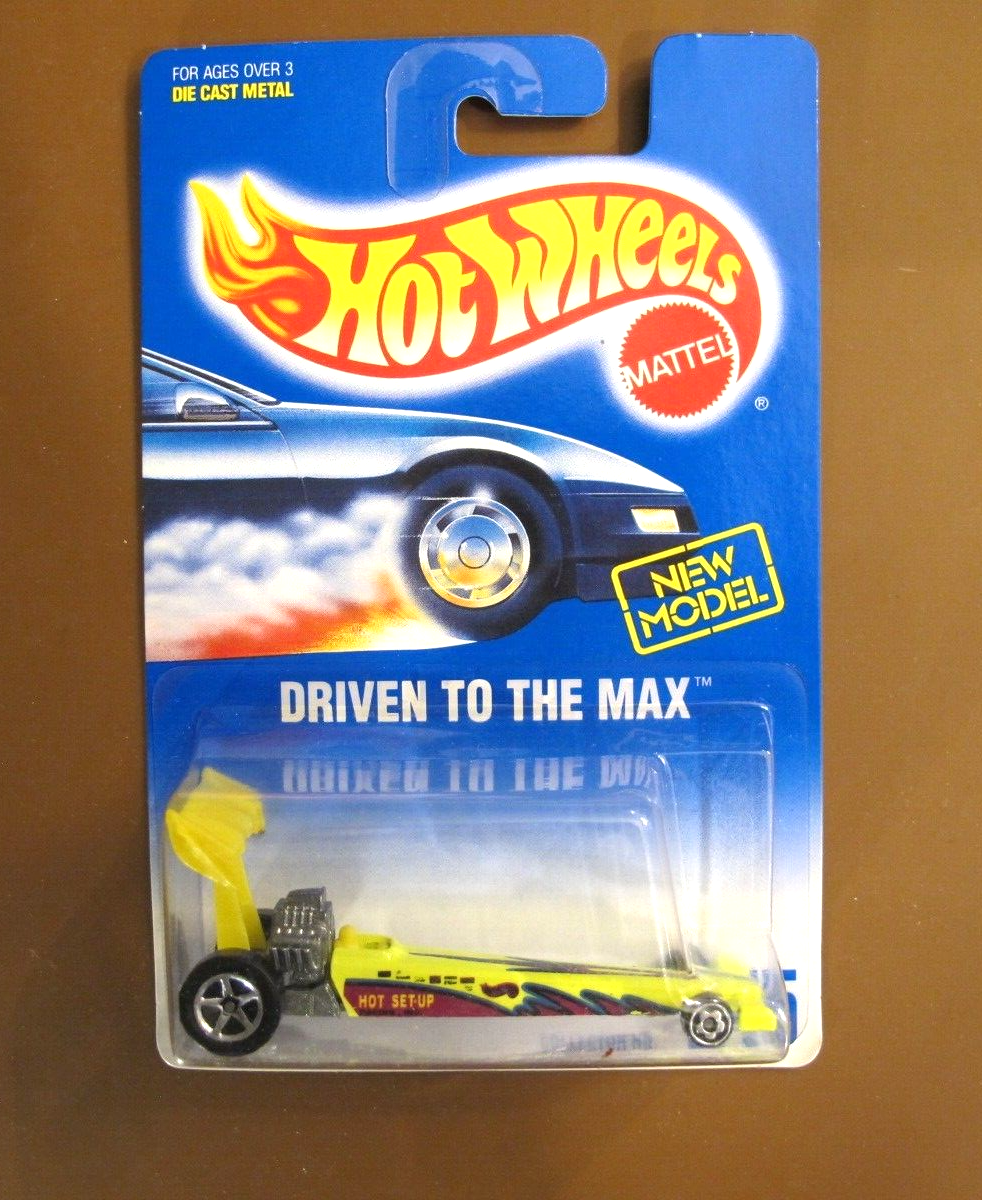 FOR AGES OVER 3
DIE CAST METAL
HOT WHEELS
MATTEL
®
NEW
MODEL
DRIVEN TO THE MAX™
HOT SET-UP